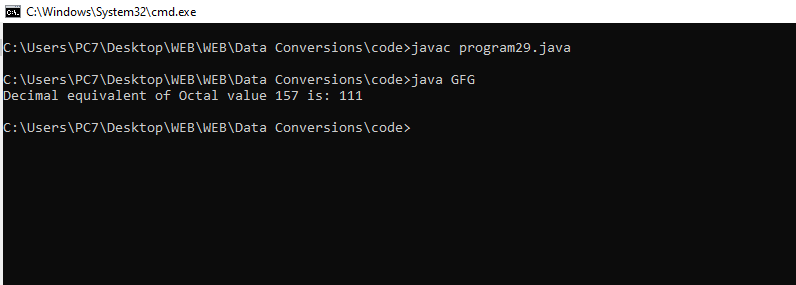 C:\Windows\System32\cmd.exe
C:\Users\PC7\Desktop\WEB\WEB\Data Conversions\code>javac program29.java
C:\Users\PC7\Desktop\WEB\WEB\Data Conversions\code>java GFG
Decimal equivalent of Octal value 157 is: 111
C:\Users\PC7\Desktop\WEB\WEB\Data Conversions\code>